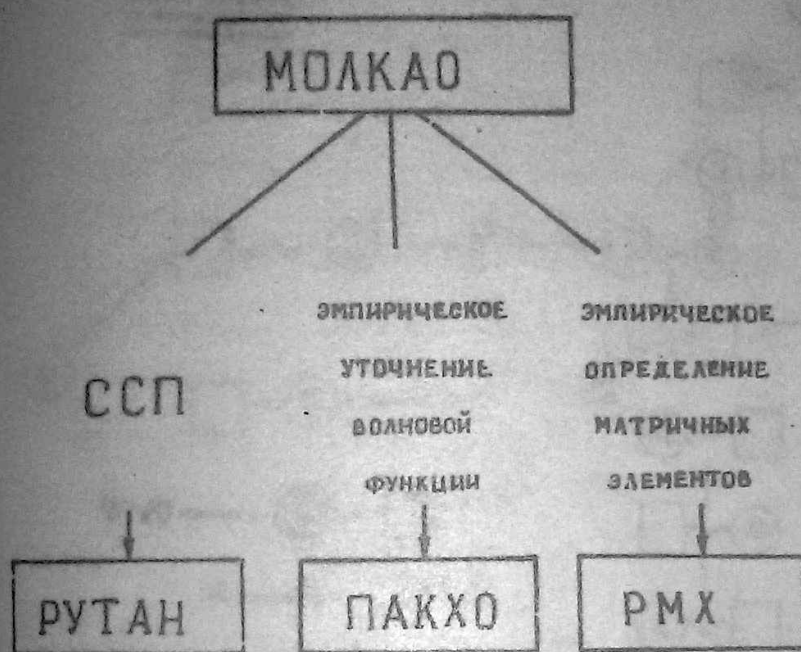 МОЛКАО
ССП
ЭМПИРИЧЕСКОЕ
УТОЧНЕНИЕ
ВОЛНОВОЙ
ФУНКЦИИ
ЭМПИРИЧЕСКОЕ
ОПРЕДЕЛЕНИЕ
МАТРИЧНЫХ
ЭЛЕМЕНТОВ
РУТАН
ПАКХО
РМХ